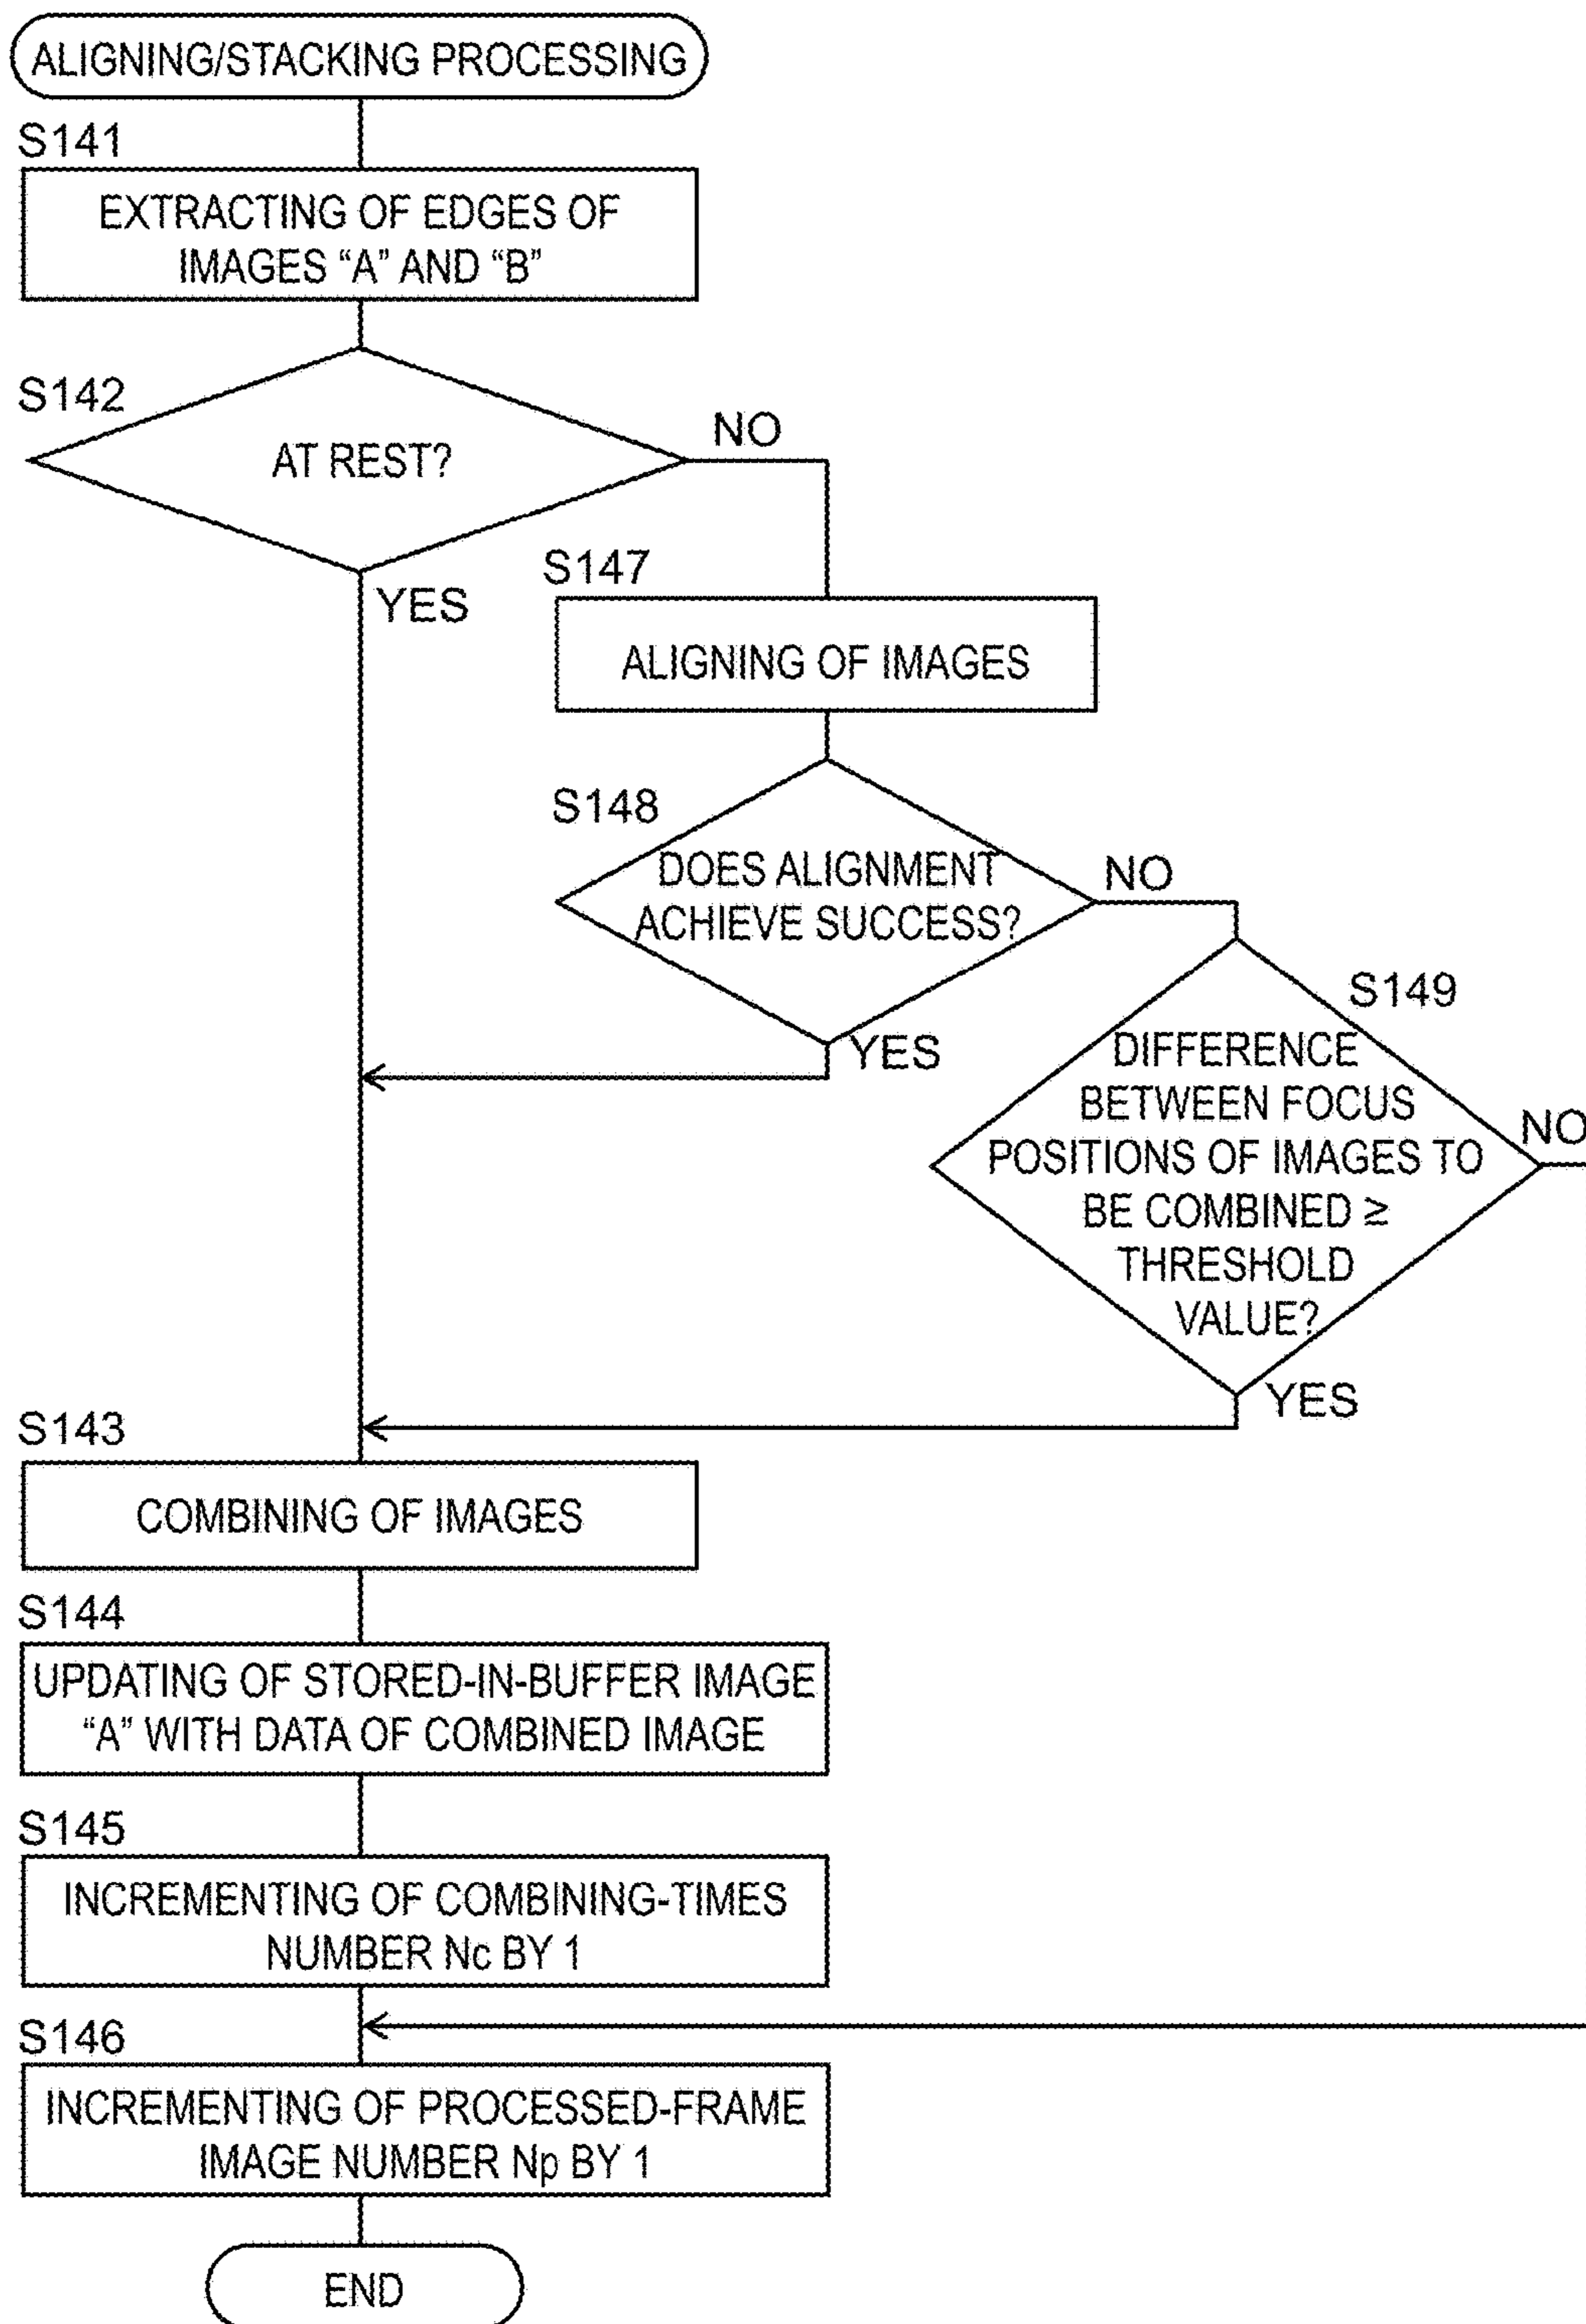 ALIGNING/STACKING PROCESSING
S141
EXTRACTING OF EDGES OF
IMAGES “A” AND “B”
S142
AT REST?
NO
YES
S147
ALIGNING OF IMAGES
S148
DOES ALIGNMENT
ACHIEVE SUCCESS?
NO
YES
S149
DIFFERENCE
BETWEEN FOCUS
POSITIONS OF IMAGES TO
BE COMBINED ≥
THRESHOLD
VALUE?
NO
YES
S143
COMBINING OF IMAGES
S144
UPDATING OF STORED-IN-BUFFER IMAGE
“A” WITH DATA OF COMBINED IMAGE
S145
INCREMENTING OF COMBINING-TIMES
NUMBER Nc BY 1
S146
INCREMENTING OF PROCESSED-FRAME
IMAGE NUMBER Np BY 1
END